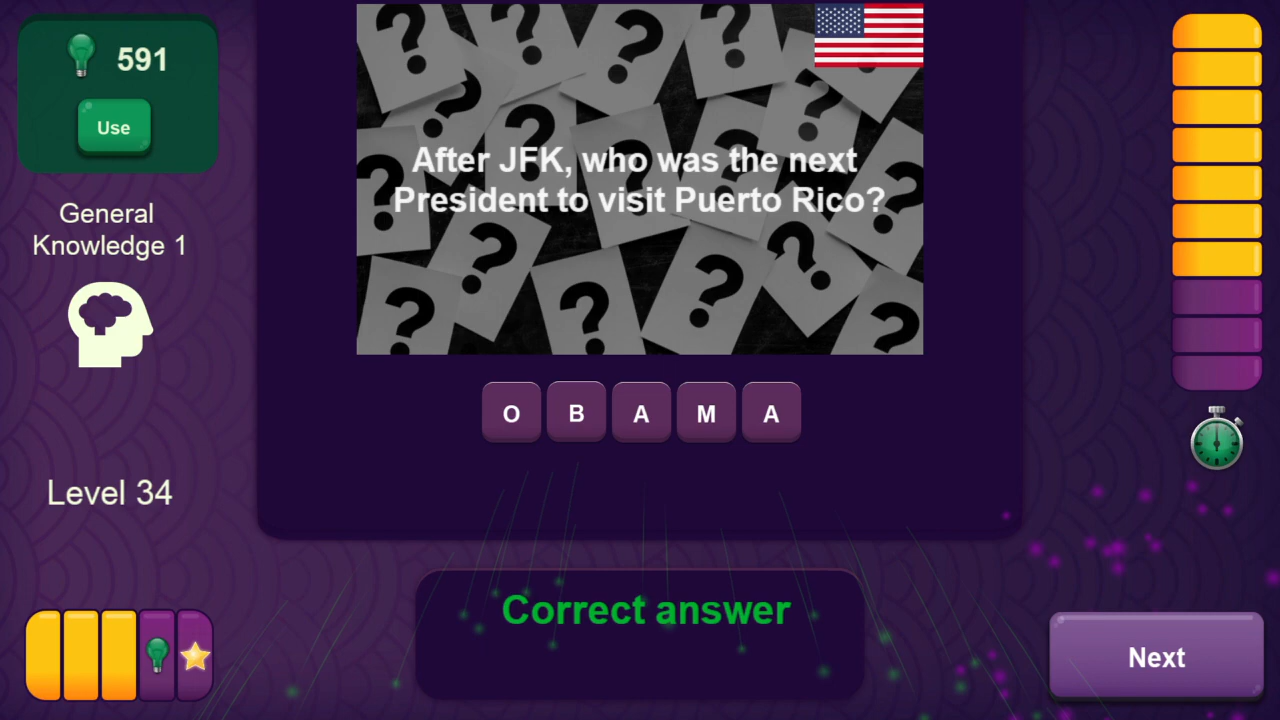 591
Use
General
Knowledge 1
Level 34
After JFK, who was the next
President to visit Puerto Rico?
O B A M A
Correct answer
Next